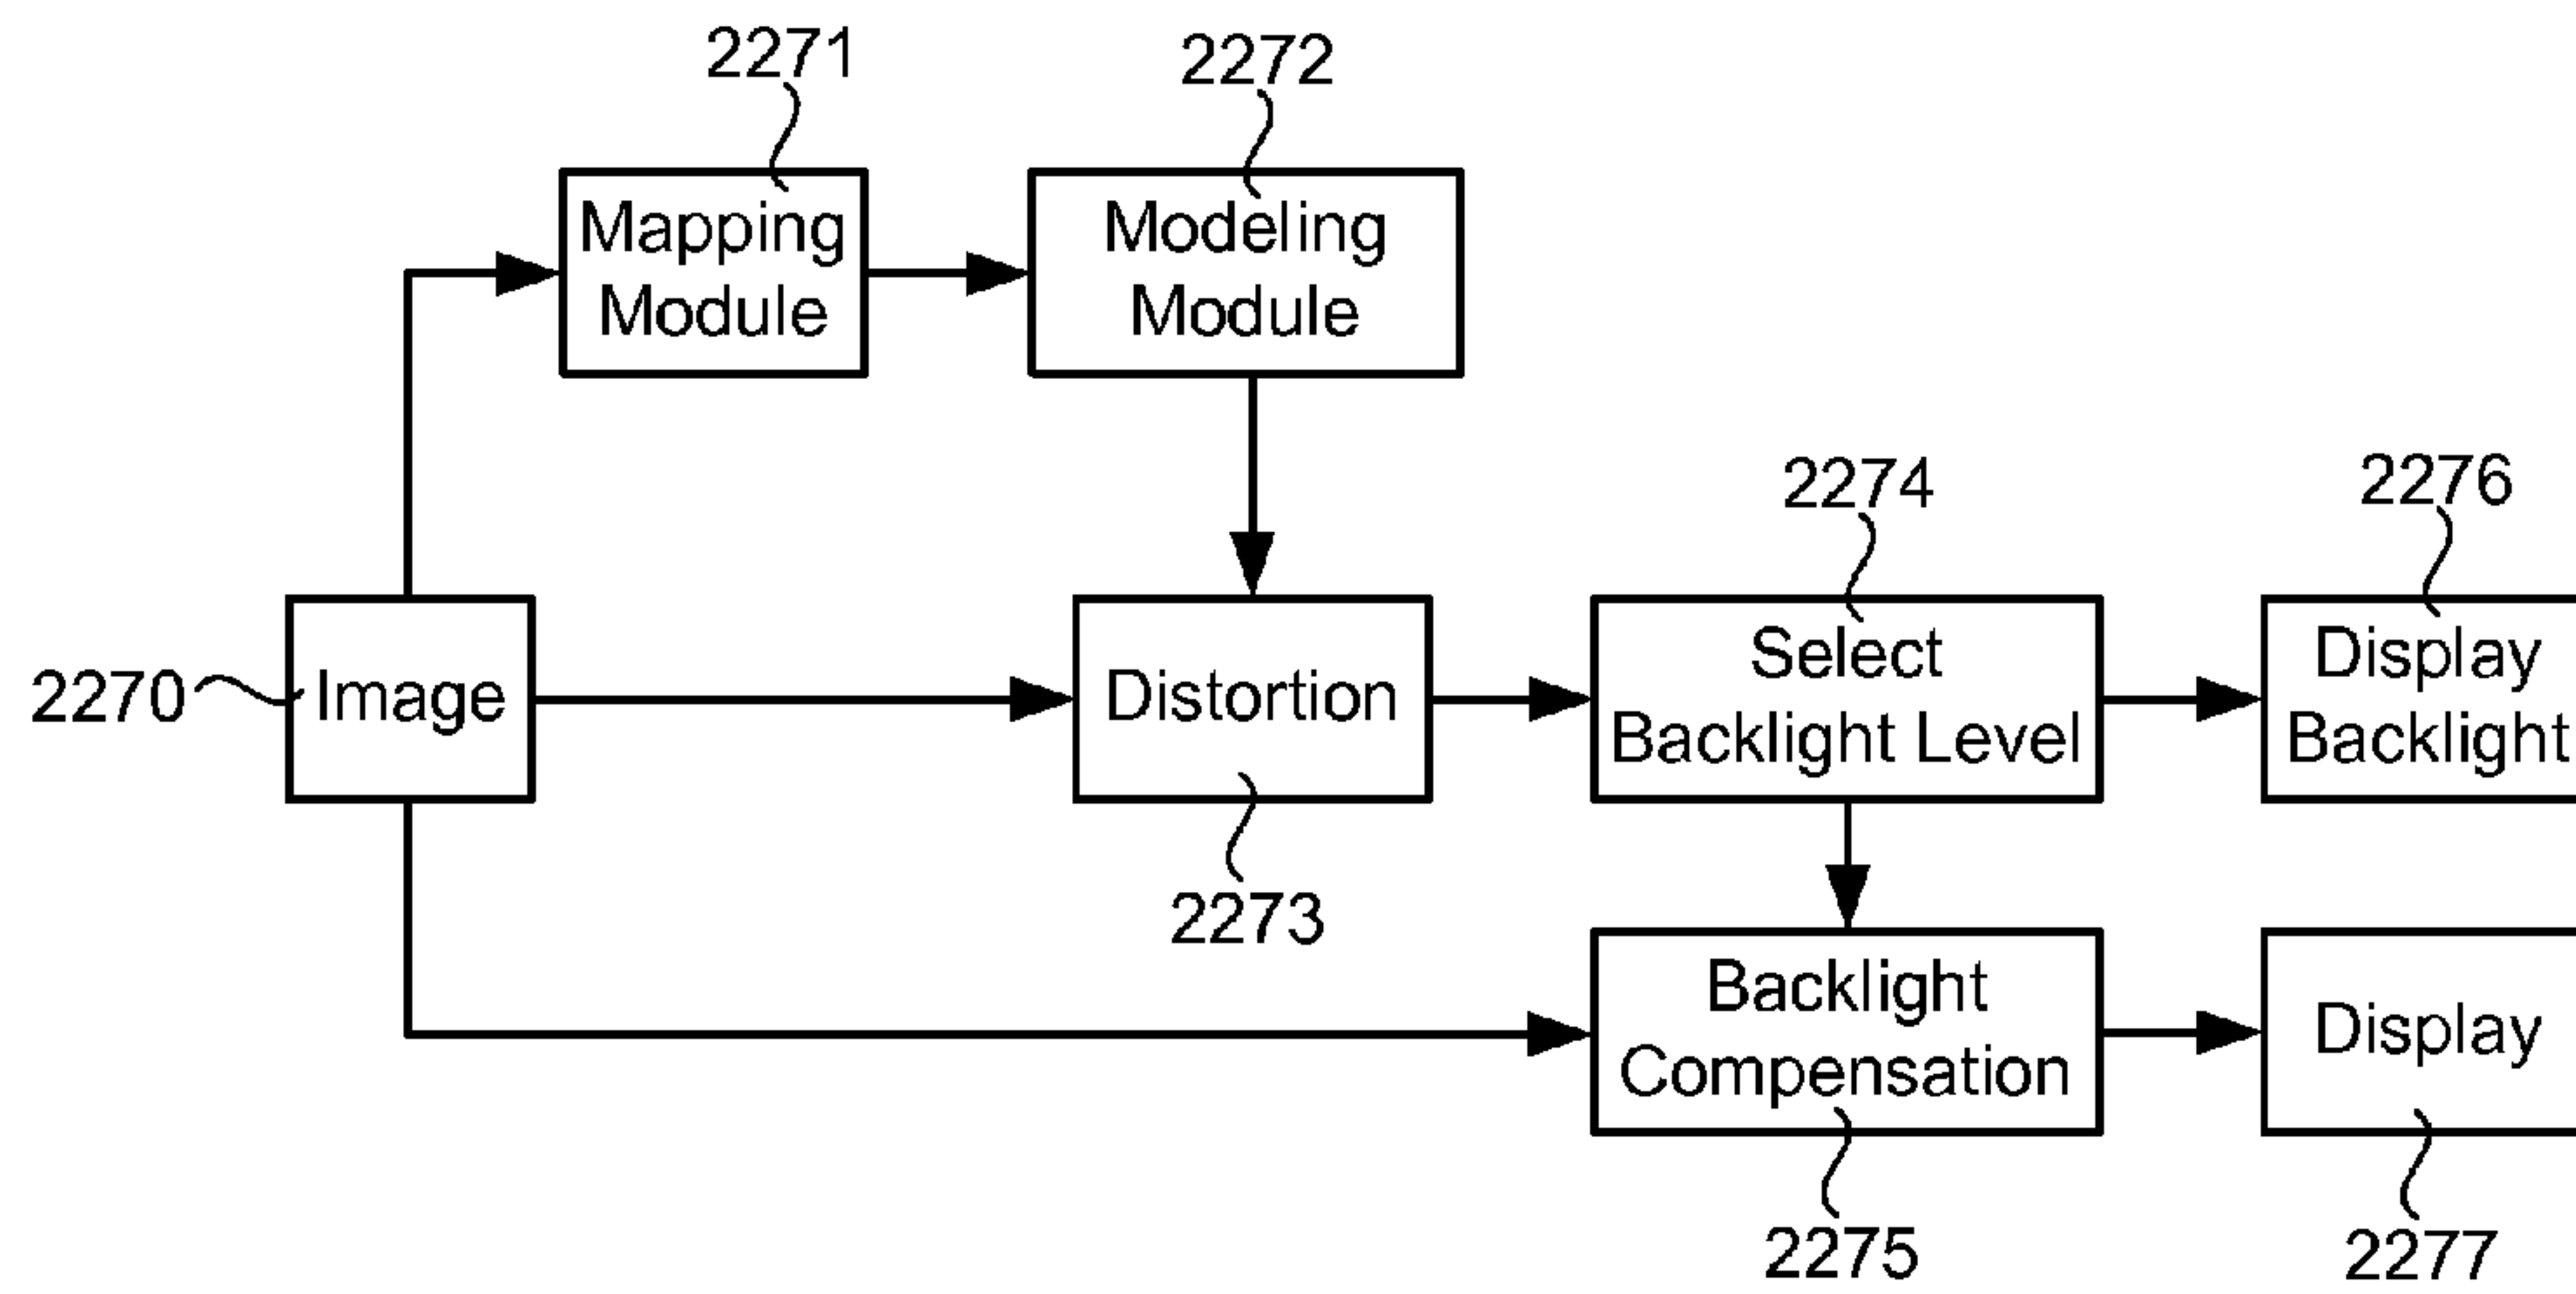 2271
2272
Mapping
Module
Modeling
Module
2274
2276
2270
Image
Distortion
Select
Backlight Level
Display
Backlight
2273
Backlight
Compensation
Display
2275
2277